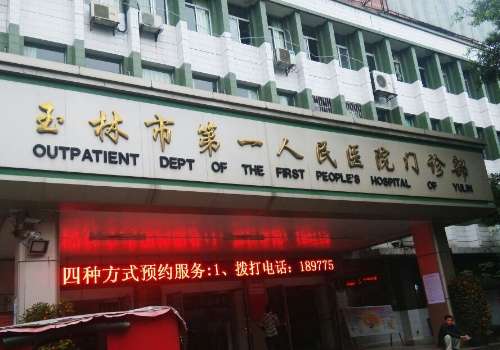 玉林市第一人民医院门诊部
OUTPATIENT DEPT OF THE FIRST PEOPLE'S HOSPITAL OF YULIN
四种方式预约服务:1、拨打电话:189775